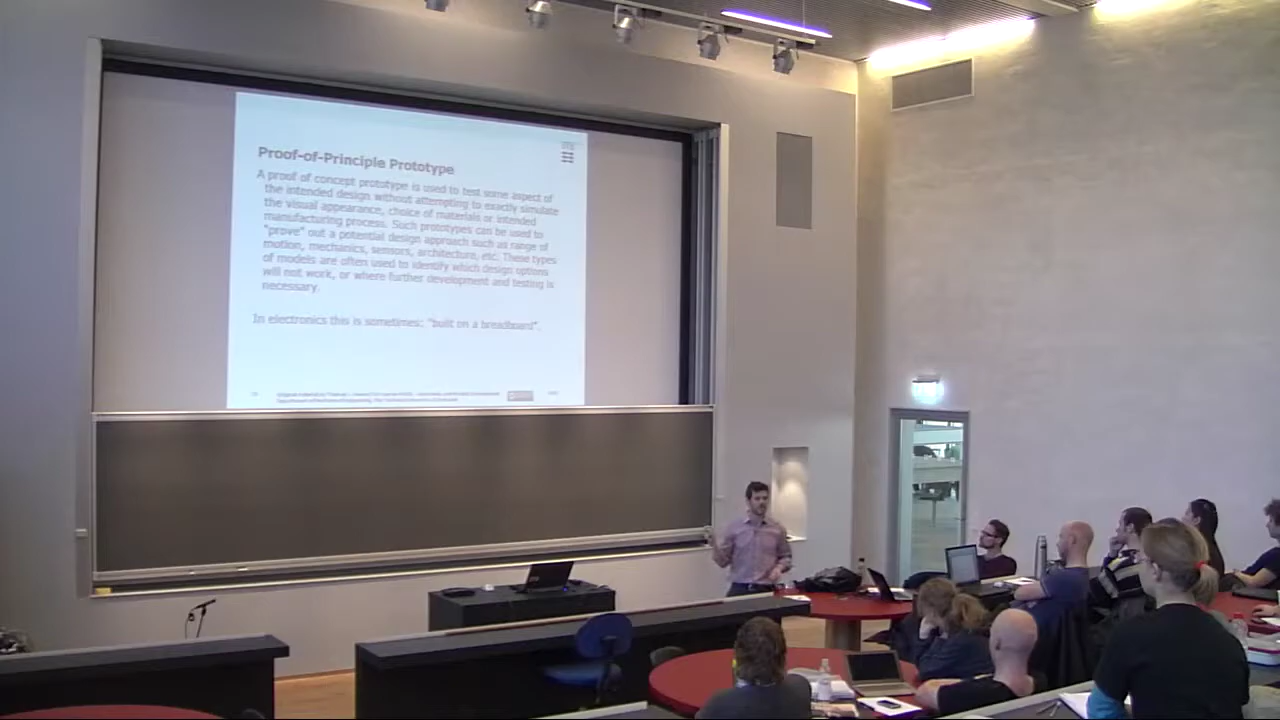 Proof-of-Principle Prototype
A proof of concept prototype is used to test some aspect of
the intended design without attempting to exactly simulate
the visual appearance, choice of materials or intended
manufacturing process. Such prototypes can be used to
"prove" out a potential design approach such as range of
motion, mechanics, sensors, architecture, etc. These types
of models are often used to identify which design options
will not work, or where further development and testing is
necessary.
In electronics this is sometimes: "built on a breadboard".